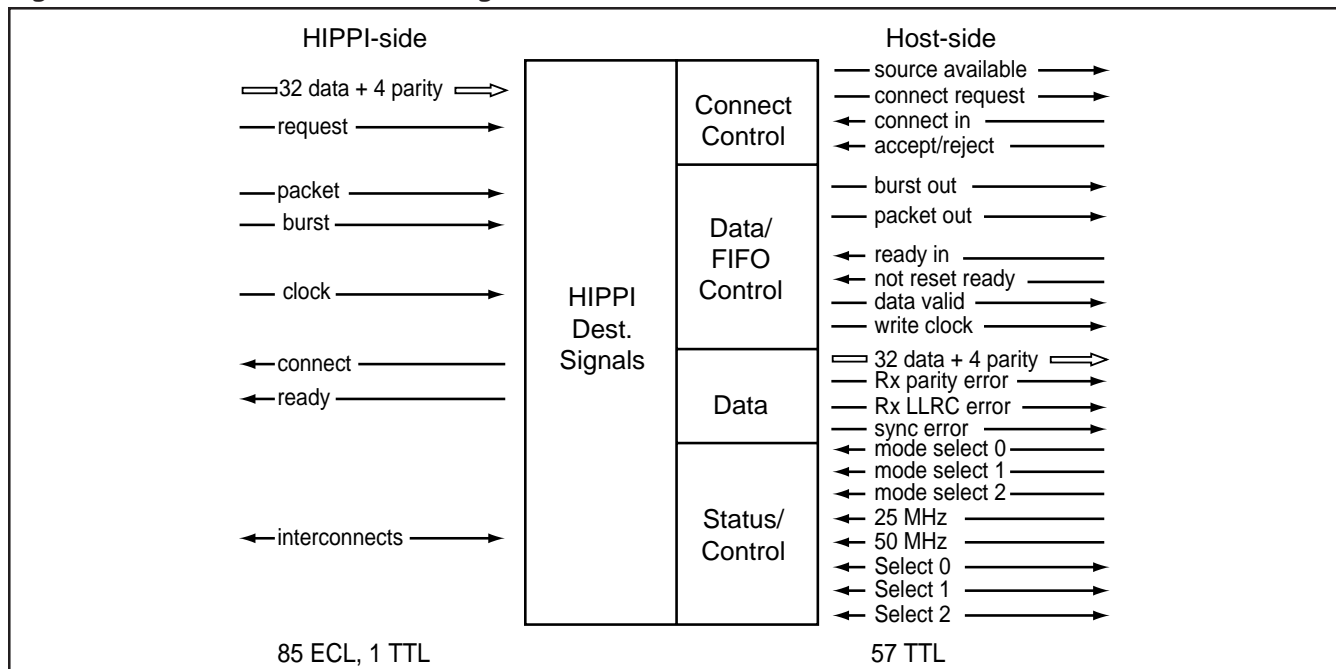 HIPPI-side
Host-side
32 data + 4 parity
request
packet
burst
clock
connect
ready
interconnects
85 ECL, 1 TTL
HIPPI
Dest.
Signals
Connect
Control
Data/
FIFO
Control
Data
Status/
Control
source available
connect request
connect in
accept/reject
burst out
packet out
ready in
not reset ready
data valid
write clock
32 data + 4 parity
Rx parity error
Rx LLRC error
sync error
mode select 0
mode select 1
mode select 2
25 MHz
50 MHz
Select 0
Select 1
Select 2
57 TTL